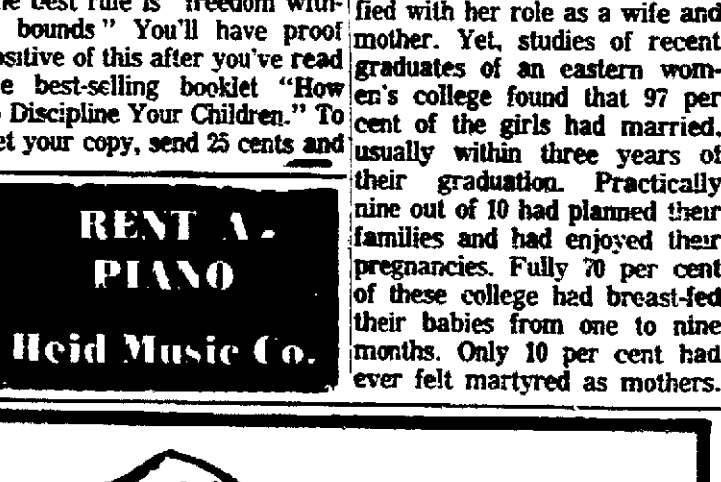 best rule is "freedom with-
bounds" You'll have proof
of this after you've read
best-selling booklet "How
Discipline Your Children." To
your copy, send 25 cents and
RENT A-
PIANO
Heid Music Co.
fied with her role as a wife and
mother. Yet, studies of recent
graduates of an eastern wom-
en's college found that 97 per
cent of the girls had married,
usually within three years of
their graduation. Practically
nine out of 10 had planned their
families and had enjoyed their
pregnancies. Fully 70 per cent
of these college had breast-fed
their babies from one to nine
months. Only 10 per cent had
ever felt martyred as mothers.